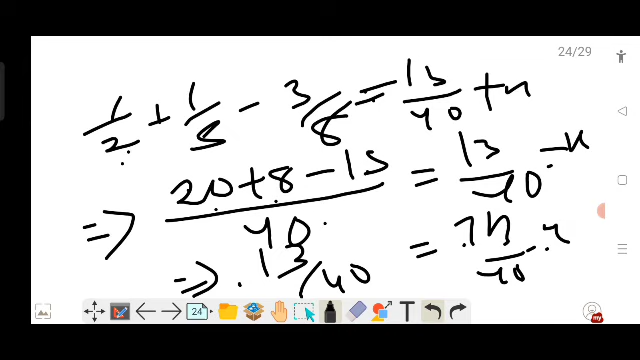 24/29
1/2 + 1/5 - 3/8 = 13/40 + x
=> (20 + 8 - 15)/40 = 13/40 - x
=> 13/40 = /40
24
T
my